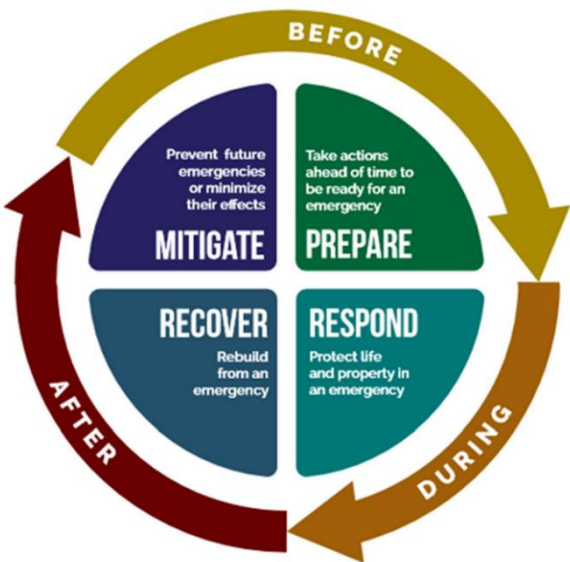 BEFORE
Prevent future
emergencies
or minimize
their effects
MITIGATE
Take actions
ahead of time to
be ready for an
emergency
PREPARE
RECOVER
Rebuild
from an
emergency
RESPOND
Protect life
and property in
an emergency
AFTER
DURING